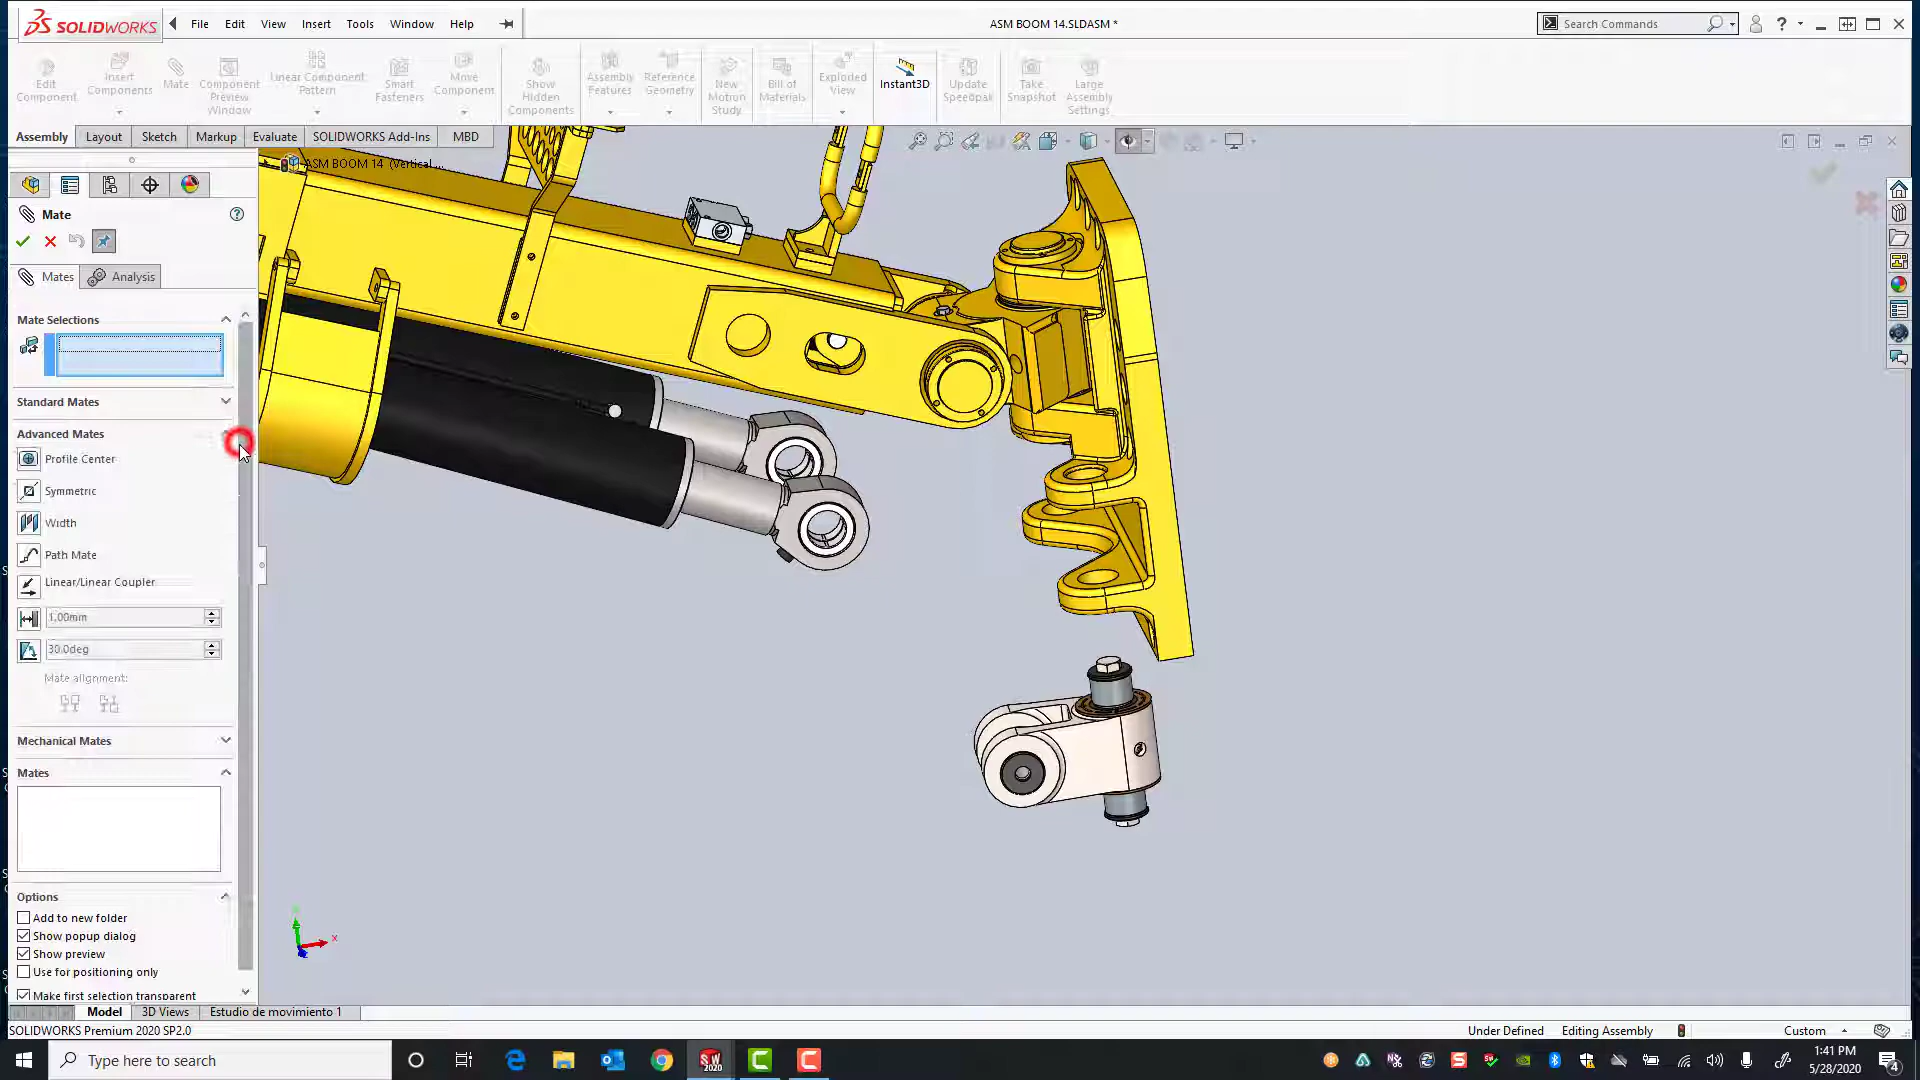 SOLIDWORKS File Edit View Insert Tools Window Help ASM BOOM 14.SLDASM * Search Commands
Edit Component
Insert Components
Mate
Component Preview Window
Linear Component Pattern
Smart Fasteners
Move Component
Show Hidden Components
Assembly Features
Reference Geometry
New Motion Study
Bill of Materials
Exploded View
Instant3D
Update Speedpak
Take Snapshot
Large Assembly Settings
Assembly Layout Sketch Markup Evaluate SOLIDWORKS Add-Ins MBD
ASM BOOM 14 (Vertical ...
Mate
Mates Analysis
Mate Selections
Standard Mates
Advanced Mates
Profile Center
Symmetric
Width
Path Mate
Linear/Linear Coupler
1.00mm
30.0deg
Mate alignment:
Mechanical Mates
Mates
Options
Add to new folder
Show popup dialog
Show preview
Use for positioning only
Make first selection transparent
x
Model 3D Views Estudio de movimiento 1
SOLIDWORKS Premium 2020 SP2.0 Under Defined Editing Assembly Custom
Type here to search
SW 2020
1:41 PM
5/28/2020
4